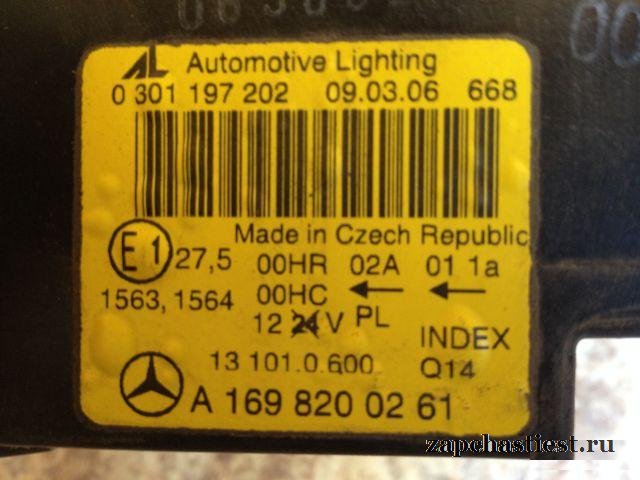 AL Automotive Lighting
0 301 197 202 09.03.06 668
Made in Czech Republic
E1 27,5 00HR 02A 01 1a
1563, 1564 00HC ← ←
12 24 V PL
INDEX
13 101.0.600 Q14
A 169 820 02 61
zapchastiest.ru